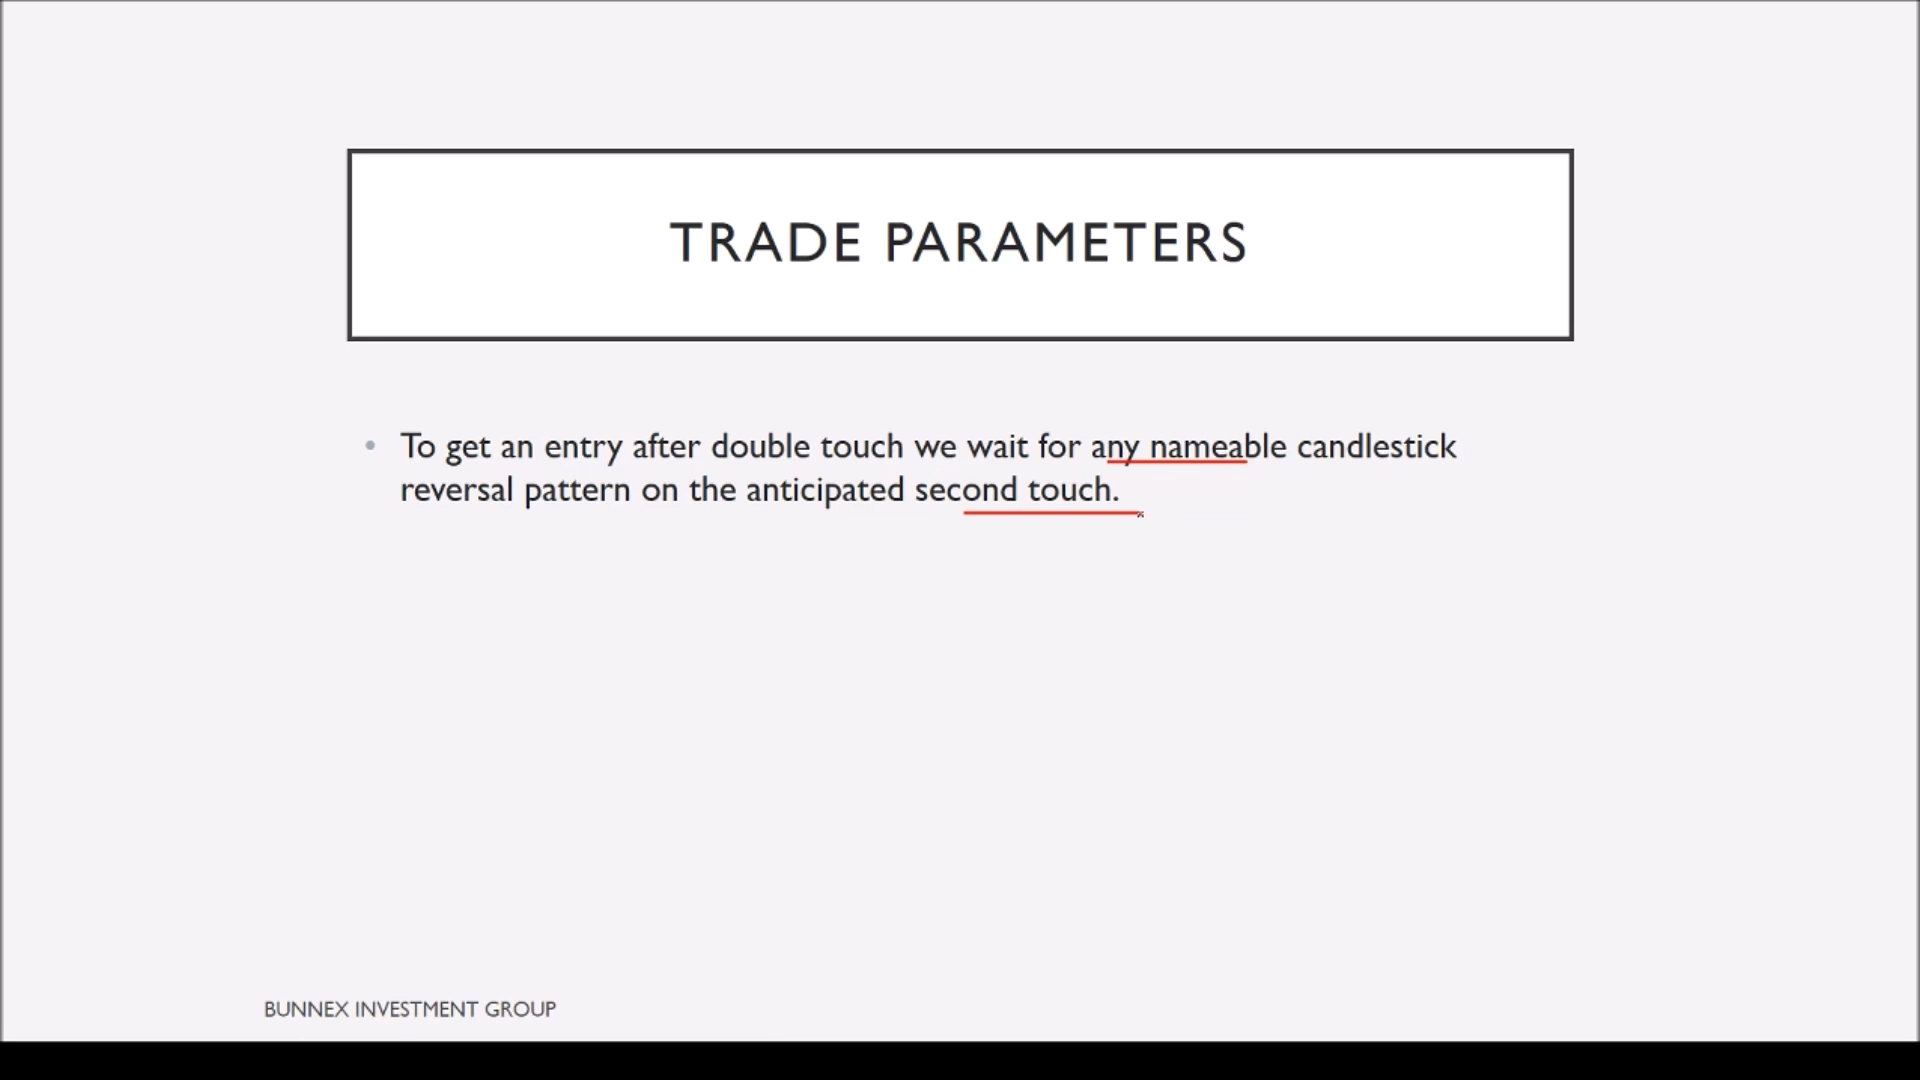 TRADE PARAMETERS
• To get an entry after double touch we wait for any nameable candlestick
reversal pattern on the anticipated second touch.
BUNNEX INVESTMENT GROUP